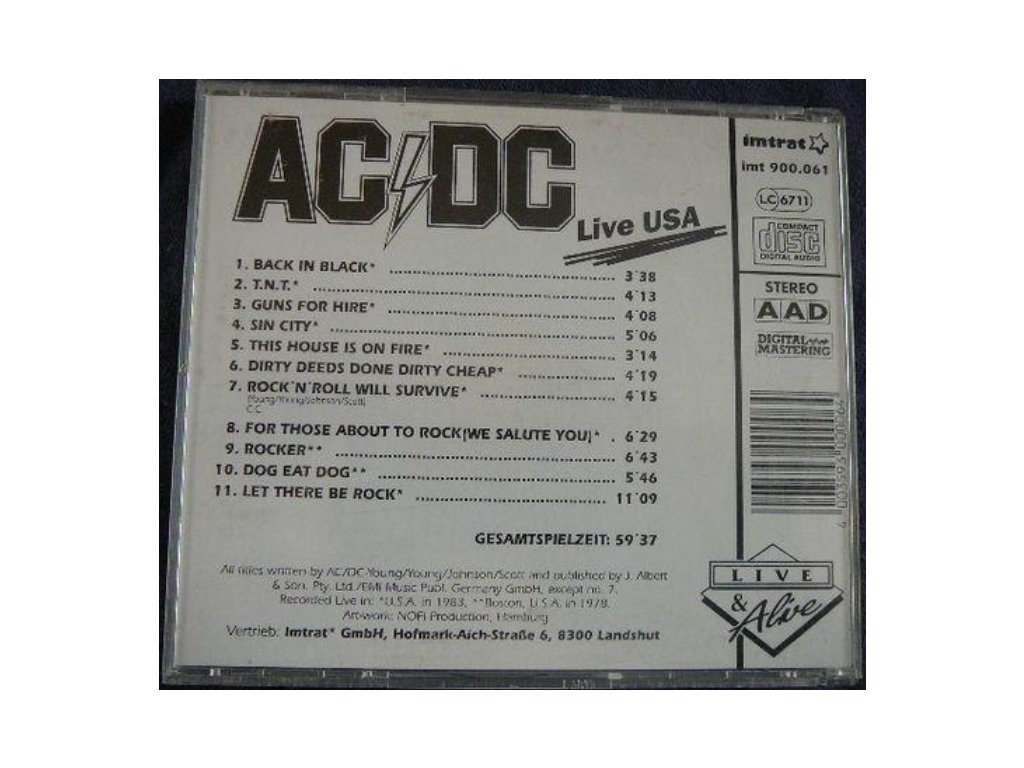 AC/DC
Live USA
1. BACK IN BLACK* 3´38
2. T.N.T.* 4´13
3. GUNS FOR HIRE* 4´08
4. SIN CITY* 5´06
5. THIS HOUSE IS ON FIRE* 3´14
6. DIRTY DEEDS DONE DIRTY CHEAP* 4´19
7. ROCK´N´ROLL WILL SURVIVE* 4´15
(Young/Young/Johnson/Scott)
C.C.
8. FOR THOSE ABOUT TO ROCK(WE SALUTE YOU)* . 6´29
9. ROCKER** 6´43
10. DOG EAT DOG** 5´46
11. LET THERE BE ROCK* 11´09
GESAMTSPIELZEIT: 59´37
All titles written by AC/DC-Young/Young/Johnson/Scott and published by J. Albert
& Son. Pty. Ltd./EMI Music Publ. Germany GmbH, except no. 7.
Recorded Live in: *U.S.A. in 1983, **Boston, U.S.A. in 1978.
Artwork: NOFI Production, Hamburg
Vertrieb: Imtrat* GmbH, Hofmark-Aich-Straße 6, 8300 Landshut
imtrat
imt 900.061
LC 6711
COMPACT
disc
DIGITAL AUDIO
STEREO
AAD
DIGITAL
MASTERING
LIVE
& Alive